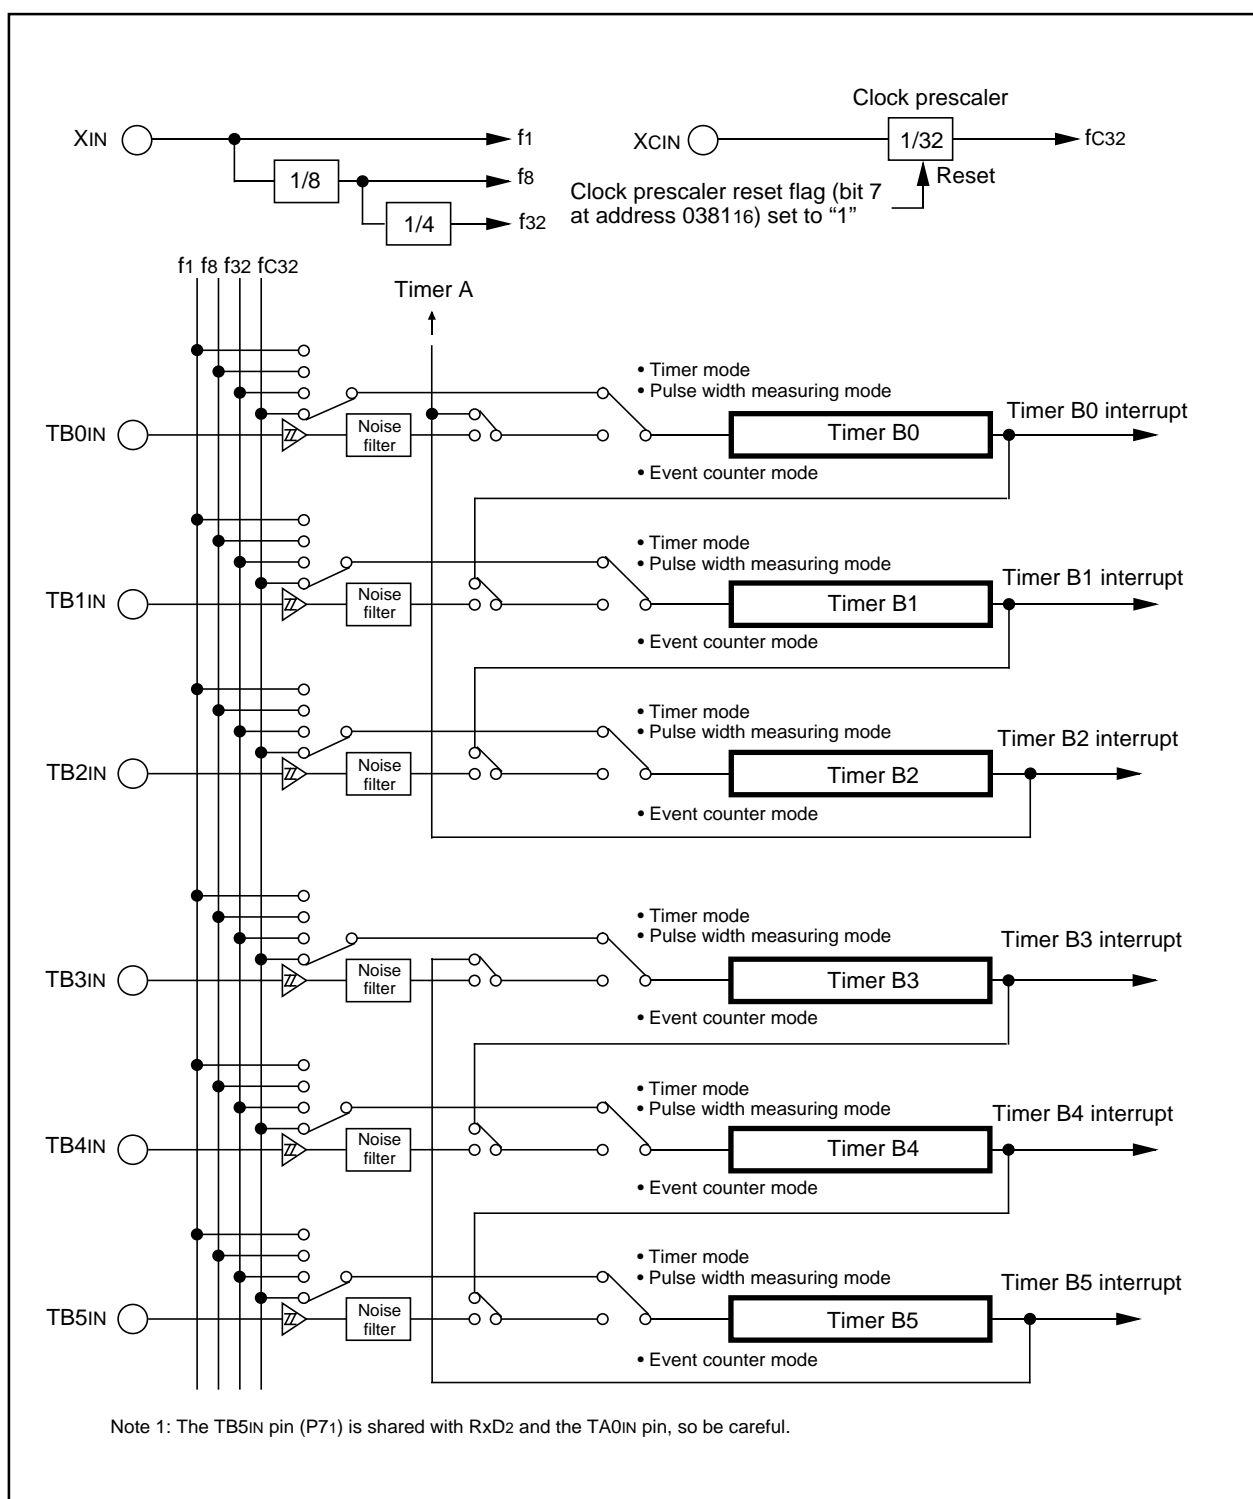 Clock prescaler
XIN
f1
XCIN
1/32
fC32
1/8
f8
Reset
Clock prescaler reset flag (bit 7
at address 038116) set to “1”
1/4
f32
f1 f8 f32 fC32
Timer A
• Timer mode
• Pulse width measuring mode
Timer B0 interrupt
TB0IN
Noise
filter
Timer B0
• Event counter mode
• Timer mode
• Pulse width measuring mode
Timer B1 interrupt
TB1IN
Noise
filter
Timer B1
• Event counter mode
• Timer mode
• Pulse width measuring mode
Timer B2 interrupt
TB2IN
Noise
filter
Timer B2
• Event counter mode
• Timer mode
• Pulse width measuring mode
Timer B3 interrupt
TB3IN
Noise
filter
Timer B3
• Event counter mode
• Timer mode
• Pulse width measuring mode
Timer B4 interrupt
TB4IN
Noise
filter
Timer B4
• Event counter mode
• Timer mode
• Pulse width measuring mode
Timer B5 interrupt
TB5IN
Noise
filter
Timer B5
• Event counter mode
Note 1: The TB5IN pin (P71) is shared with RxD2 and the TA0IN pin, so be careful.